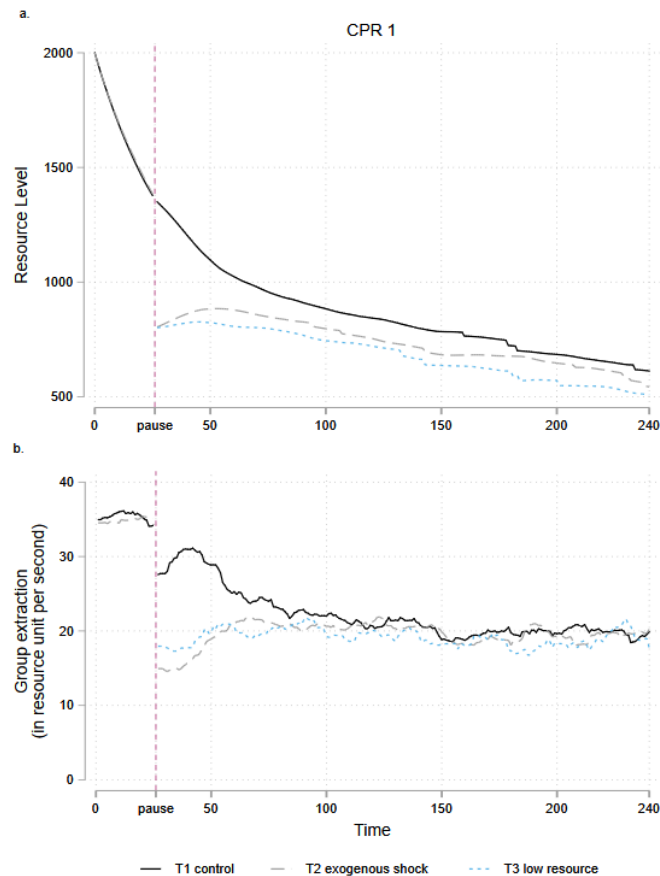 a.
CPR 1
Resource Level
2000
1500
1000
500
0 pause 50 100 150 200 240
b.
Group extraction
(in resource unit per second)
40
30
20
10
0
0 pause 50 100 150 200 240
Time
T1 control T2 exogenous shock T3 low resource